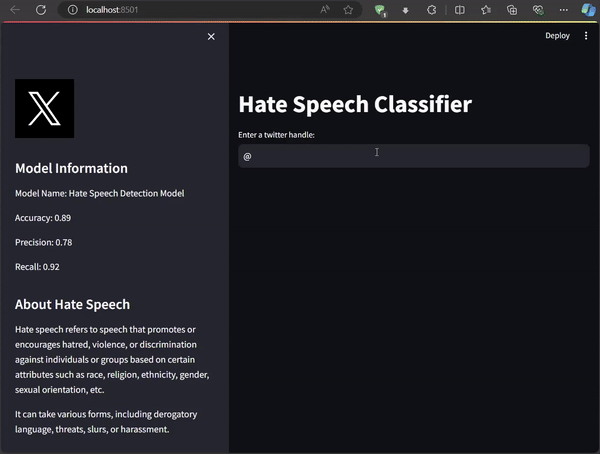 localhost:8501
Deploy
Model Information
Model Name: Hate Speech Detection Model
Accuracy: 0.89
Precision: 0.78
Recall: 0.92
About Hate Speech
Hate speech refers to speech that promotes or
encourages hatred, violence, or discrimination
against individuals or groups based on certain
attributes such as race, religion, ethnicity, gender,
sexual orientation, etc.
It can take various forms, including derogatory
language, threats, slurs, or harassment.
Hate Speech Classifier
Enter a twitter handle:
@